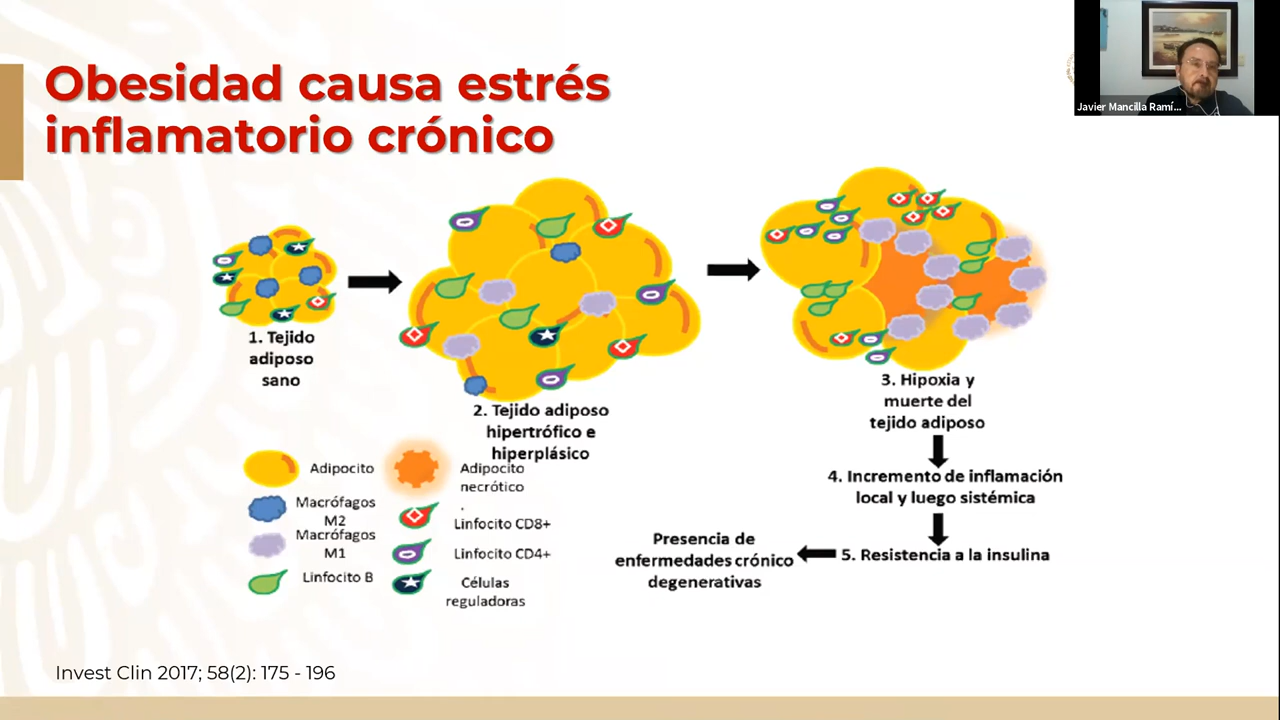 Obesidad causa estrés
inflamatorio crónico
Javier Mancilla Ramí...
1. Tejido
adiposo
sano
2. Tejido adiposo
hipertrófico e
hiperplásico
3. Hipoxia y
muerte del
tejido adiposo
4. Incremento de inflamación
local y luego sistémica
5. Resistencia a la insulina
Presencia de
enfermedades crónico
degenerativas
Adipocito
Macrófagos
M2
Macrófagos
M1
Linfocito B
Adipocito
necrótico
.
Linfocito CD8+
Linfocito CD4+
Células
reguladoras
Invest Clin 2017; 58(2): 175 - 196